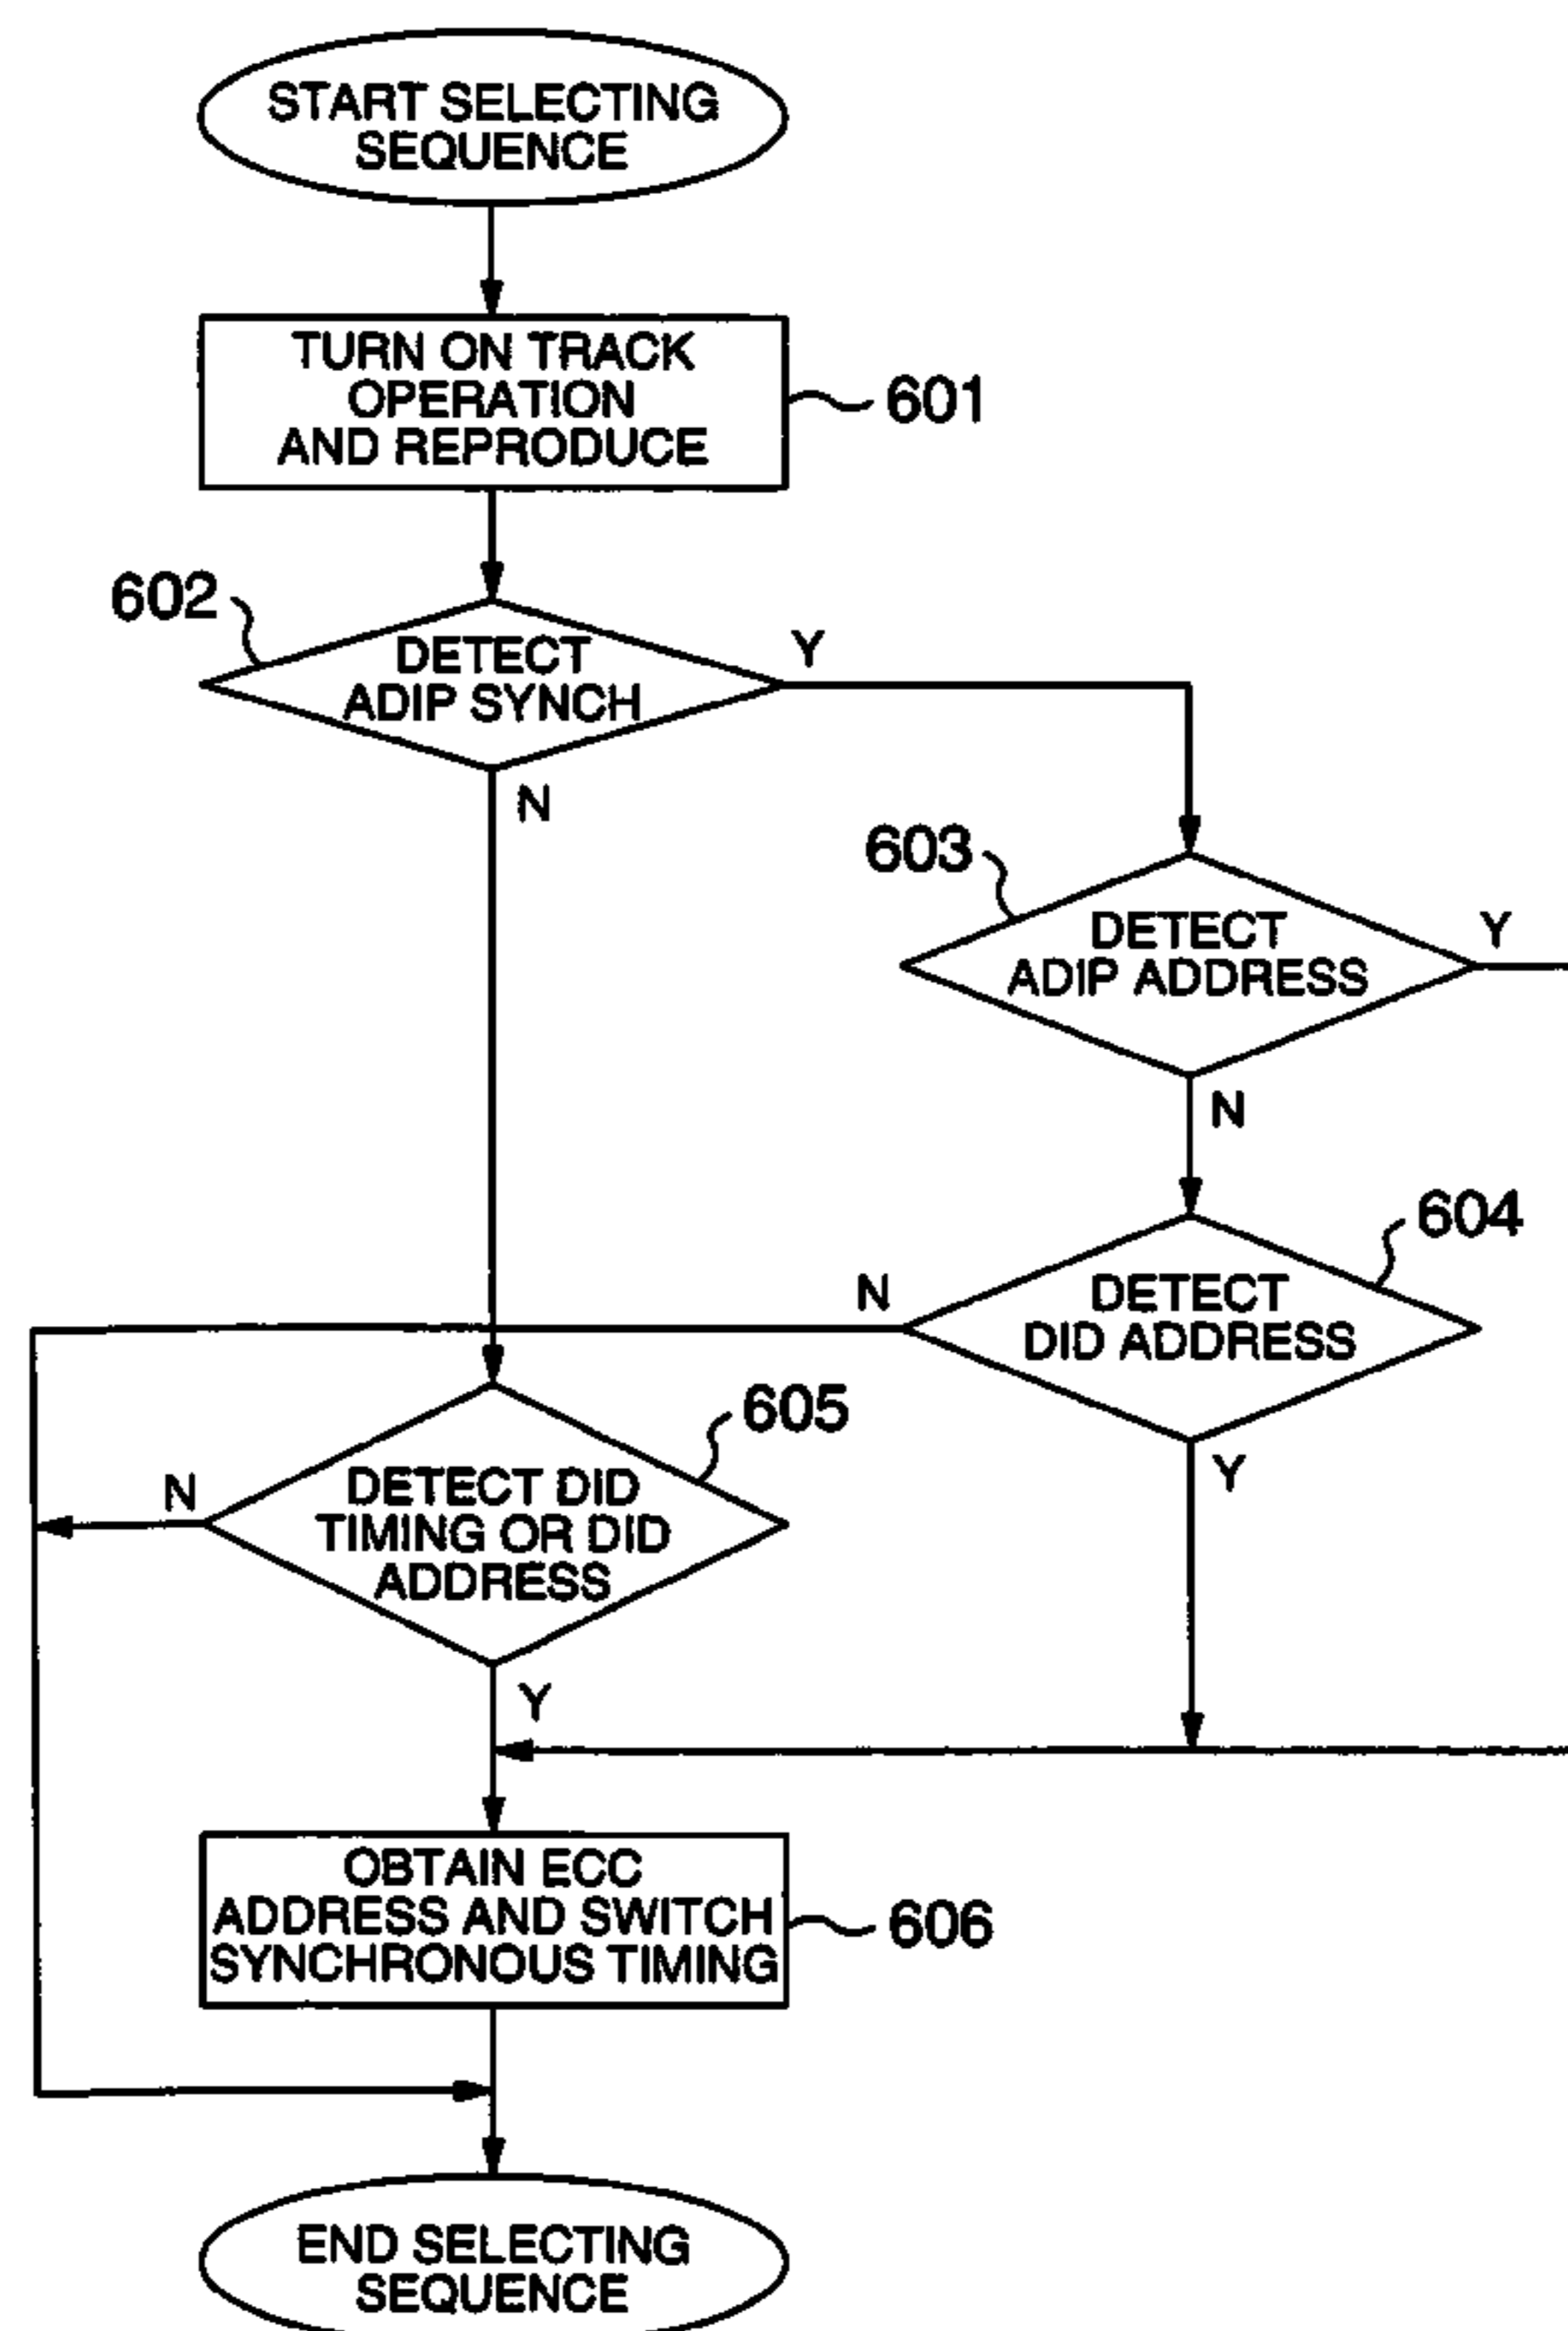 START SELECTING
SEQUENCE
TURN ON TRACK
OPERATION
AND REPRODUCE
601
602
DETECT
ADIP SYNCH
Y
N
603
DETECT
ADIP ADDRESS
Y
N
604
DETECT
DID ADDRESS
N
Y
605
DETECT DID
TIMING OR DID
ADDRESS
N
Y
OBTAIN ECC
ADDRESS AND SWITCH
SYNCHRONOUS TIMING
606
END SELECTING
SEQUENCE